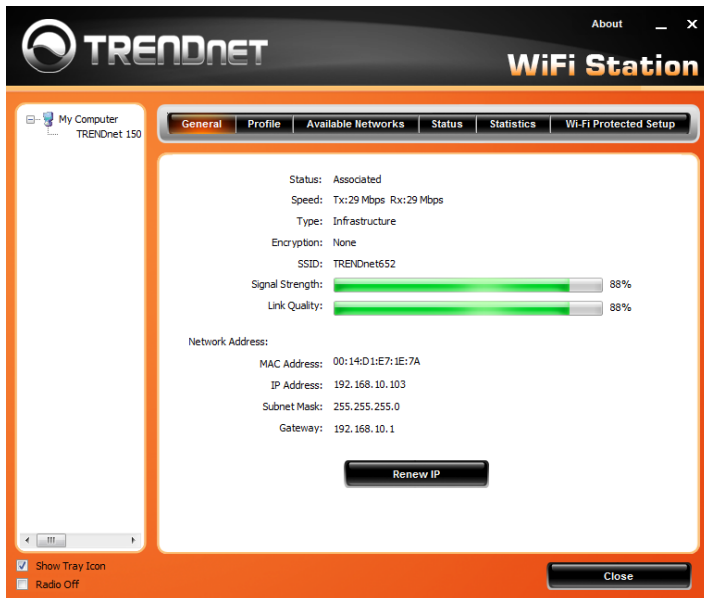 About
TRENDNET
WiFi Station
My Computer
TRENDnet 150
General Profile Available Networks Status Statistics Wi-Fi Protected Setup
Status: Associated
Speed: Tx:29 Mbps Rx:29 Mbps
Type: Infrastructure
Encryption: None
SSID: TRENDnet652
Signal Strength: 88%
Link Quality: 88%
Network Address:
MAC Address: 00:14:D1:E7:1E:7A
IP Address: 192.168.10.103
Subnet Mask: 255.255.255.0
Gateway: 192.168.10.1
Renew IP
Show Tray Icon
Radio Off
Close